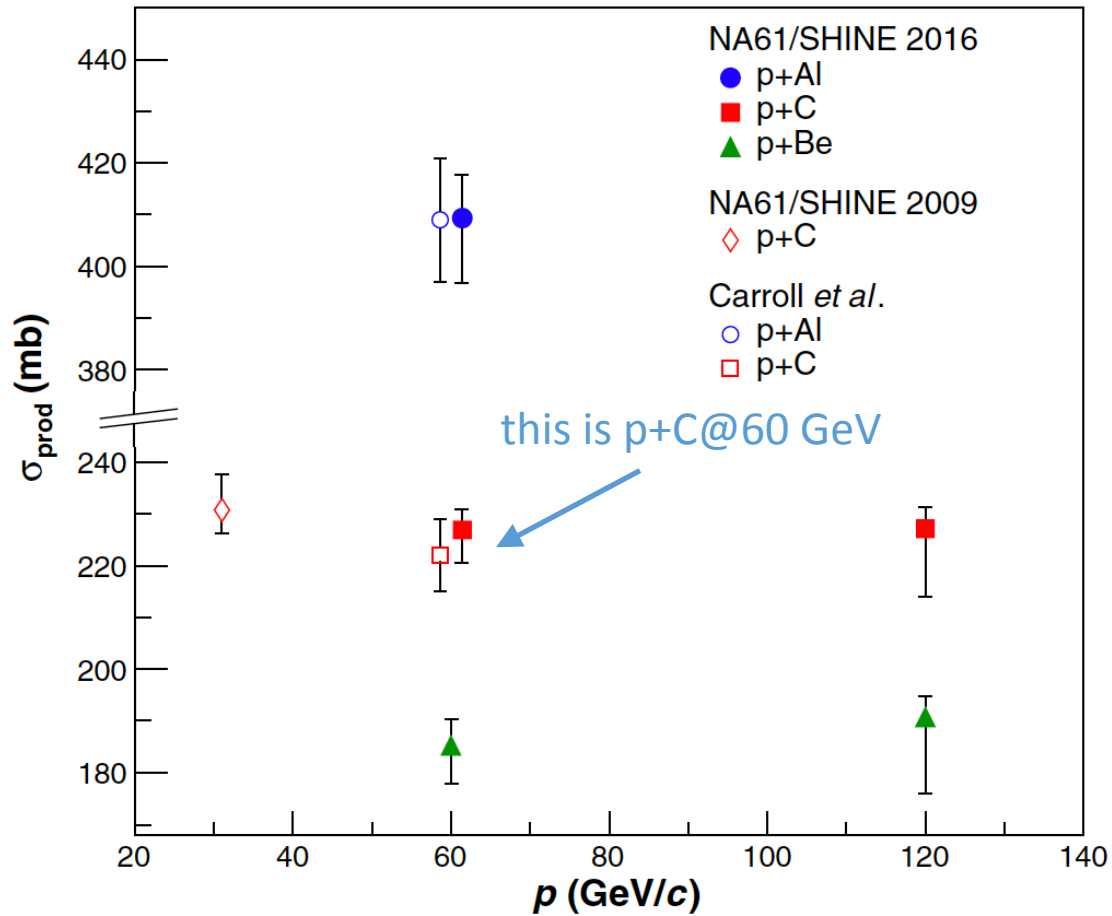 NA61/SHINE 2016
p+Al
p+C
p+Be
NA61/SHINE 2009
p+C
Carroll et al.
p+Al
p+C
this is p+C@60 GeV
σprod (mb)
440
420
400
380
240
220
200
180
20 40 60 80 100 120 140
p (GeV/c)